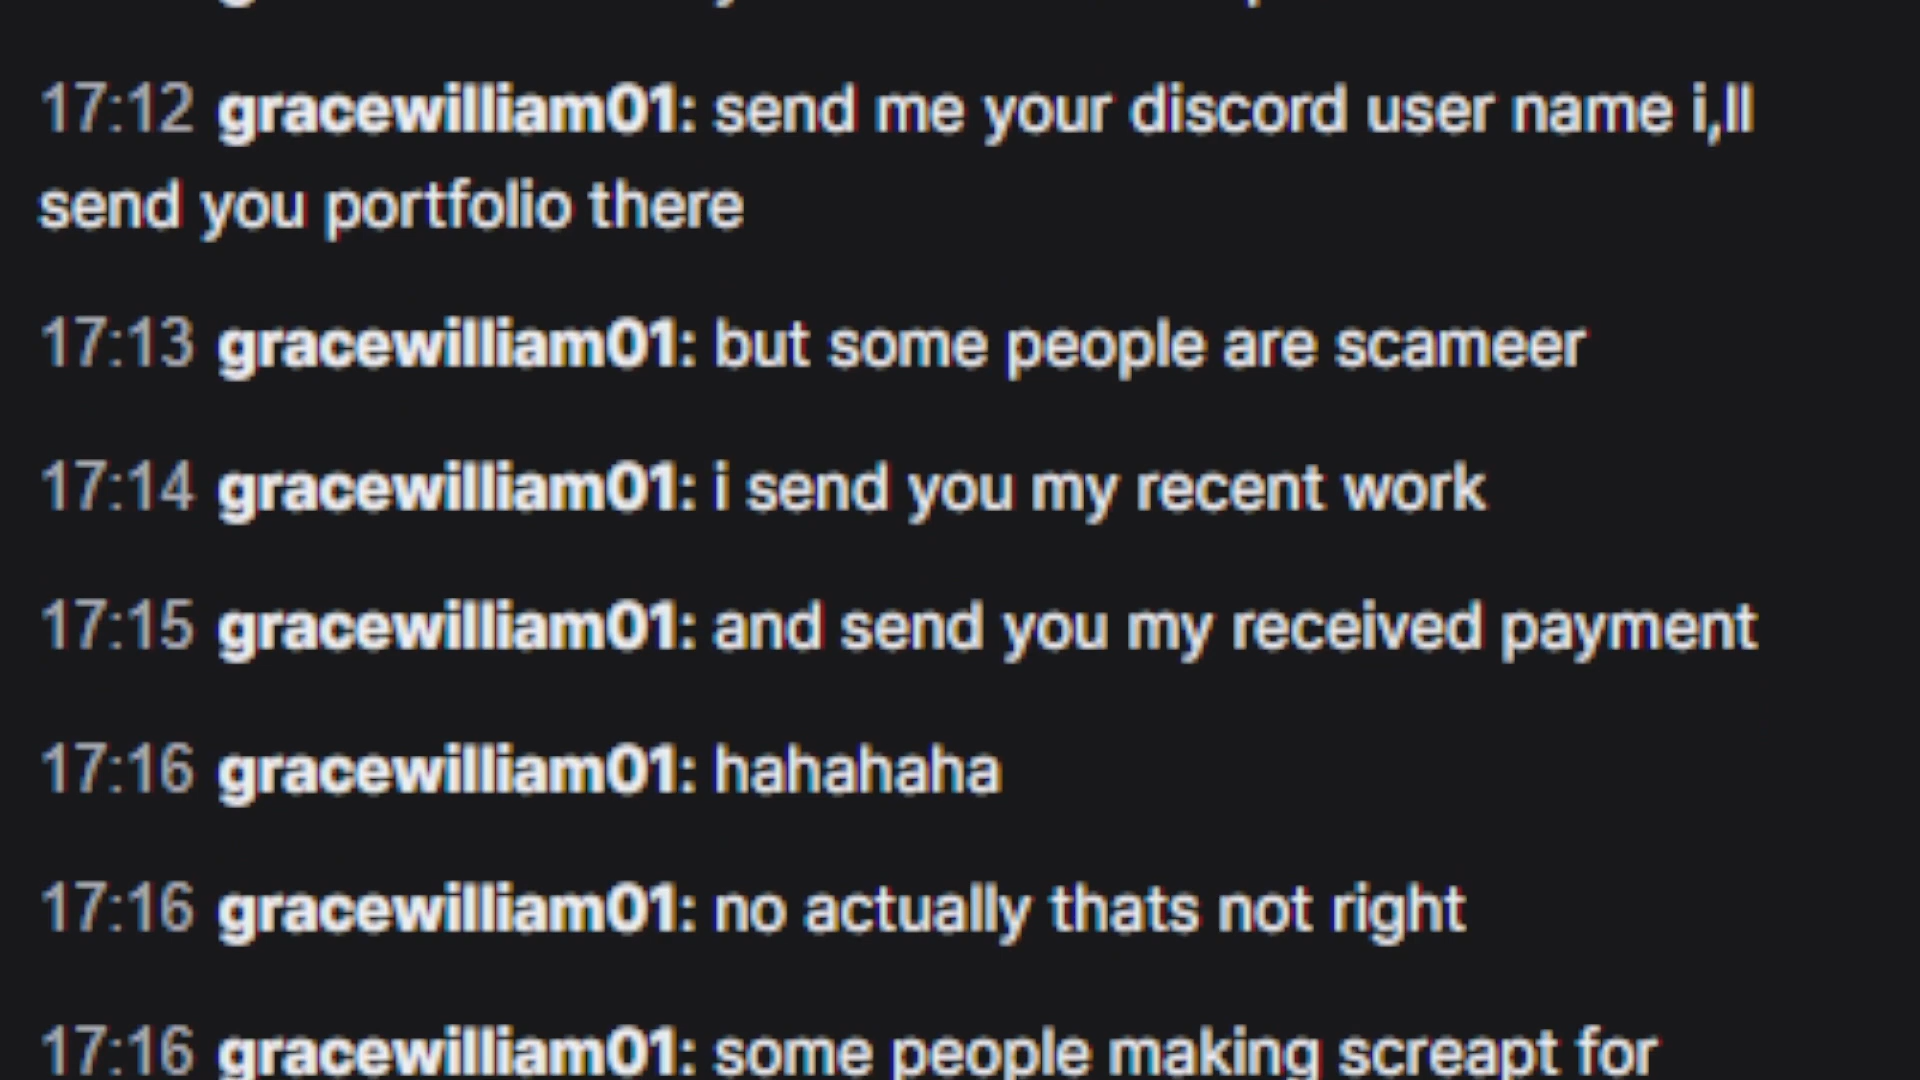 17:12 gracewilliam01: send me your discord user name i,ll
send you portfolio there
17:13 gracewilliam01: but some people are scameer
17:14 gracewilliam01: i send you my recent work
17:15 gracewilliam01: and send you my received payment
17:16 gracewilliam01: hahahaha
17:16 gracewilliam01: no actually thats not right
17:16 gracewilliam01: some people making screapt for